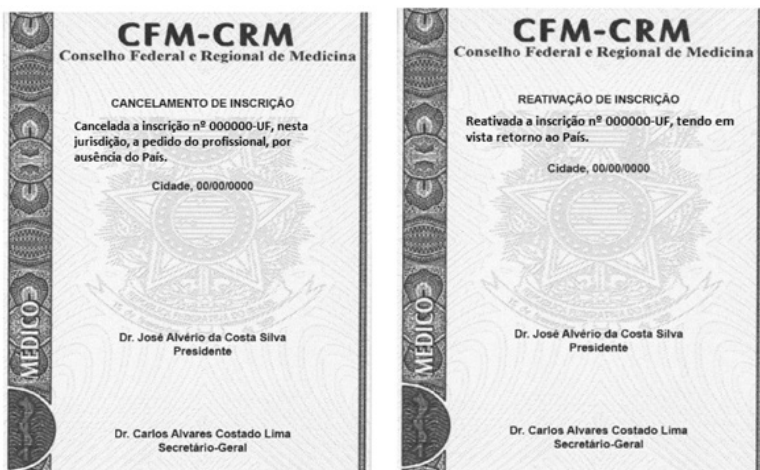 CFM-CRM
Conselho Federal e Regional de Medicina
CANCELAMENTO DE INSCRIÇÃO
Cancelada a inscrição nº 000000-UF, nesta
jurisdição, a pedido do profissional, por
ausência do País.
Cidade, 00/00/0000
Dr. José Alvério da Costa Silva
Presidente
Dr. Carlos Alvares Costado Lima
Secretário-Geral
MÉDICO
CFM-CRM
Conselho Federal e Regional de Medicina
REATIVAÇÃO DE INSCRIÇÃO
Reativada a inscrição nº 000000-UF, tendo em
vista retorno ao País.
Cidade, 00/00/0000
Dr. José Alvério da Costa Silva
Presidente
Dr. Carlos Alvares Costado Lima
Secretário-Geral
MÉDICO